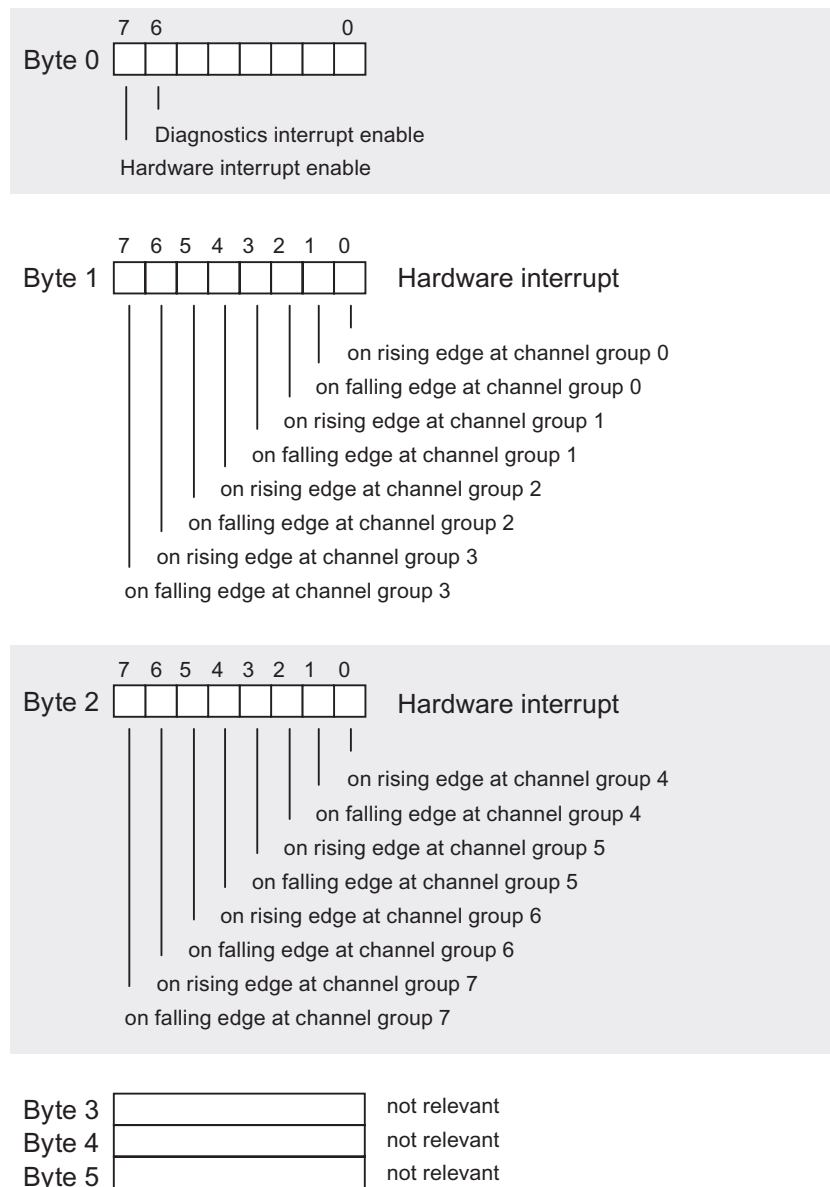 7 6 0
Byte 0
Diagnostics interrupt enable
Hardware interrupt enable
7 6 5 4 3 2 1 0
Byte 1 Hardware interrupt
on rising edge at channel group 0
on falling edge at channel group 0
on rising edge at channel group 1
on falling edge at channel group 1
on rising edge at channel group 2
on falling edge at channel group 2
on rising edge at channel group 3
on falling edge at channel group 3
7 6 5 4 3 2 1 0
Byte 2 Hardware interrupt
on rising edge at channel group 4
on falling edge at channel group 4
on rising edge at channel group 5
on falling edge at channel group 5
on rising edge at channel group 6
on falling edge at channel group 6
on rising edge at channel group 7
on falling edge at channel group 7
Byte 3 not relevant
Byte 4 not relevant
Byte 5 not relevant